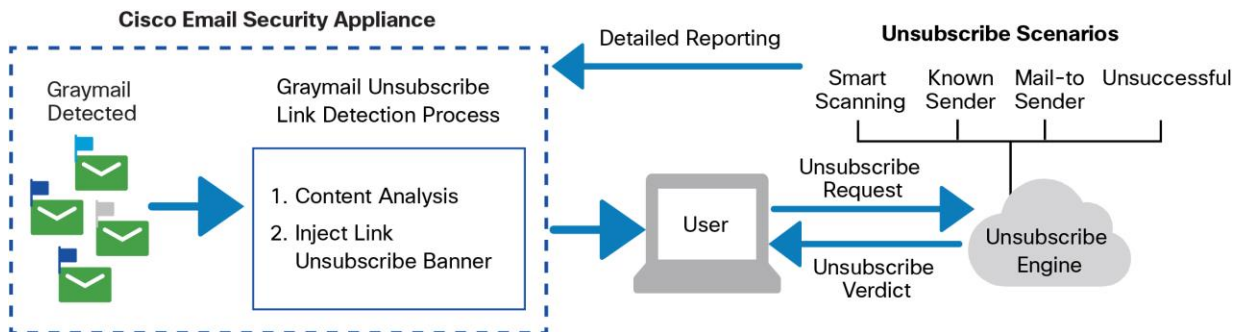 Cisco Email Security Appliance
Graymail
Detected
Graymail Unsubscribe
Link Detection Process
1. Content Analysis
2. Inject Link
Unsubscribe Banner
Detailed Reporting
Unsubscribe Scenarios
Smart
Scanning
Known
Sender
Mail-to
Sender
Unsuccessful
User
Unsubscribe
Request
Unsubscribe
Verdict
Unsubscribe
Engine